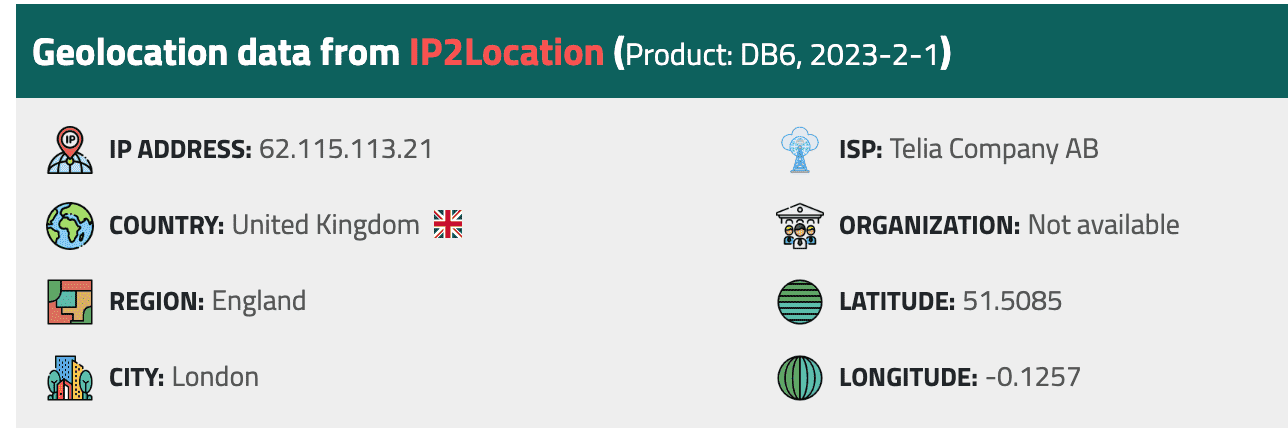 Geolocation data from IP2Location (Product: DB6, 2023-2-1)
IP
IP ADDRESS: 62.115.113.21
ISP: Telia Company AB
COUNTRY: United Kingdom
ORGANIZATION: Not available
REGION: England
LATITUDE: 51.5085
CITY: London
LONGITUDE: -0.1257